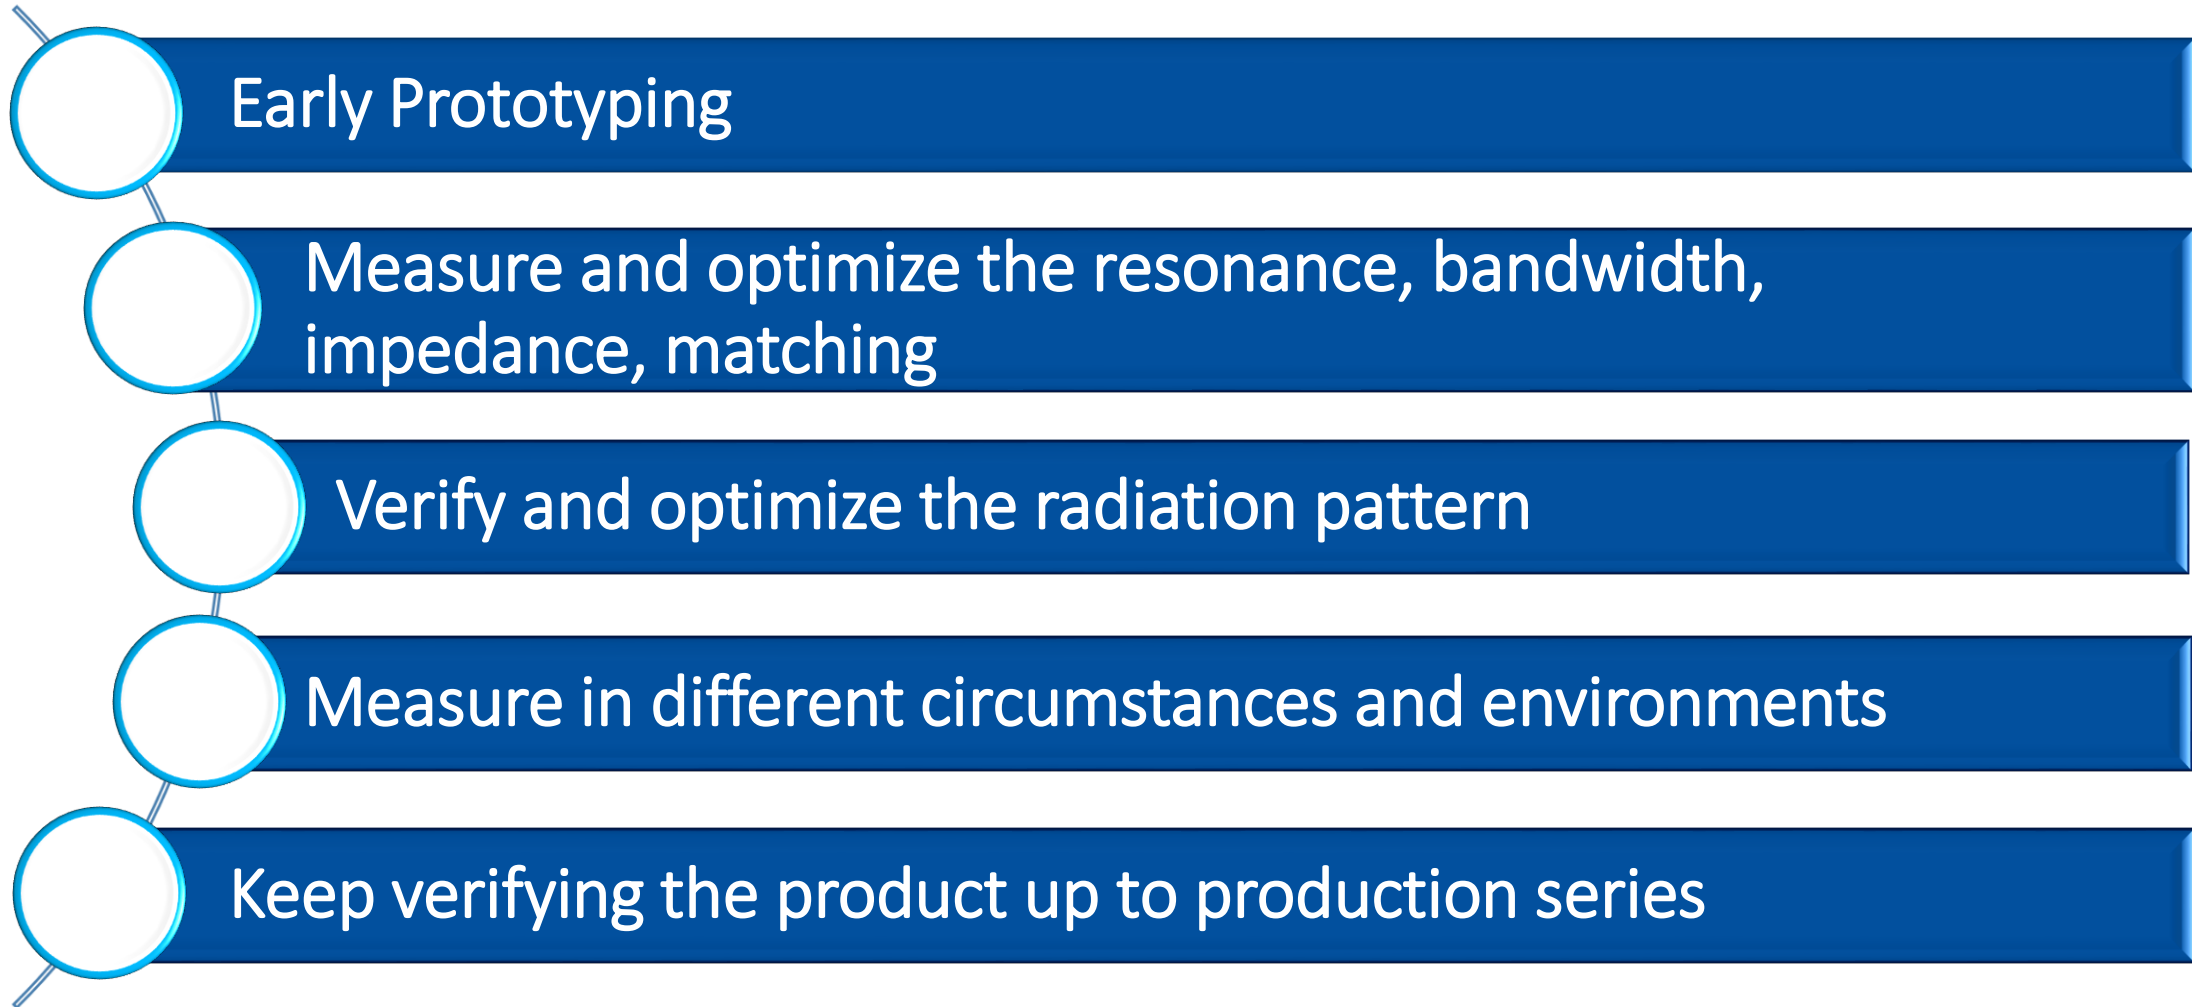 Early Prototyping
Measure and optimize the resonance, bandwidth,
impedance, matching
Verify and optimize the radiation pattern
Measure in different circumstances and environments
Keep verifying the product up to production series